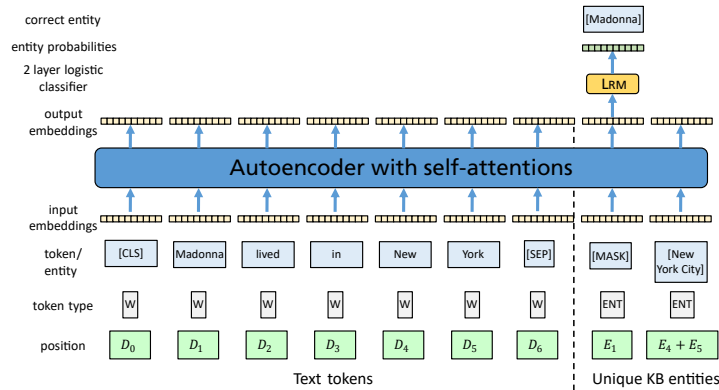 correct entity [Madonna]
entity probabilities
2 layer logistic
classifier
LRM
output
embeddings
Autoencoder with self-attentions
input
embeddings
token/
entity
[CLS] Madonna lived in New York [SEP] [MASK] [New
York City]
token type W W W W W W W ENT ENT
position D₀ D₁ D₂ D₃ D₄ D₅ D₆ E₁ E₄ + E₅
Text tokens Unique KB entities